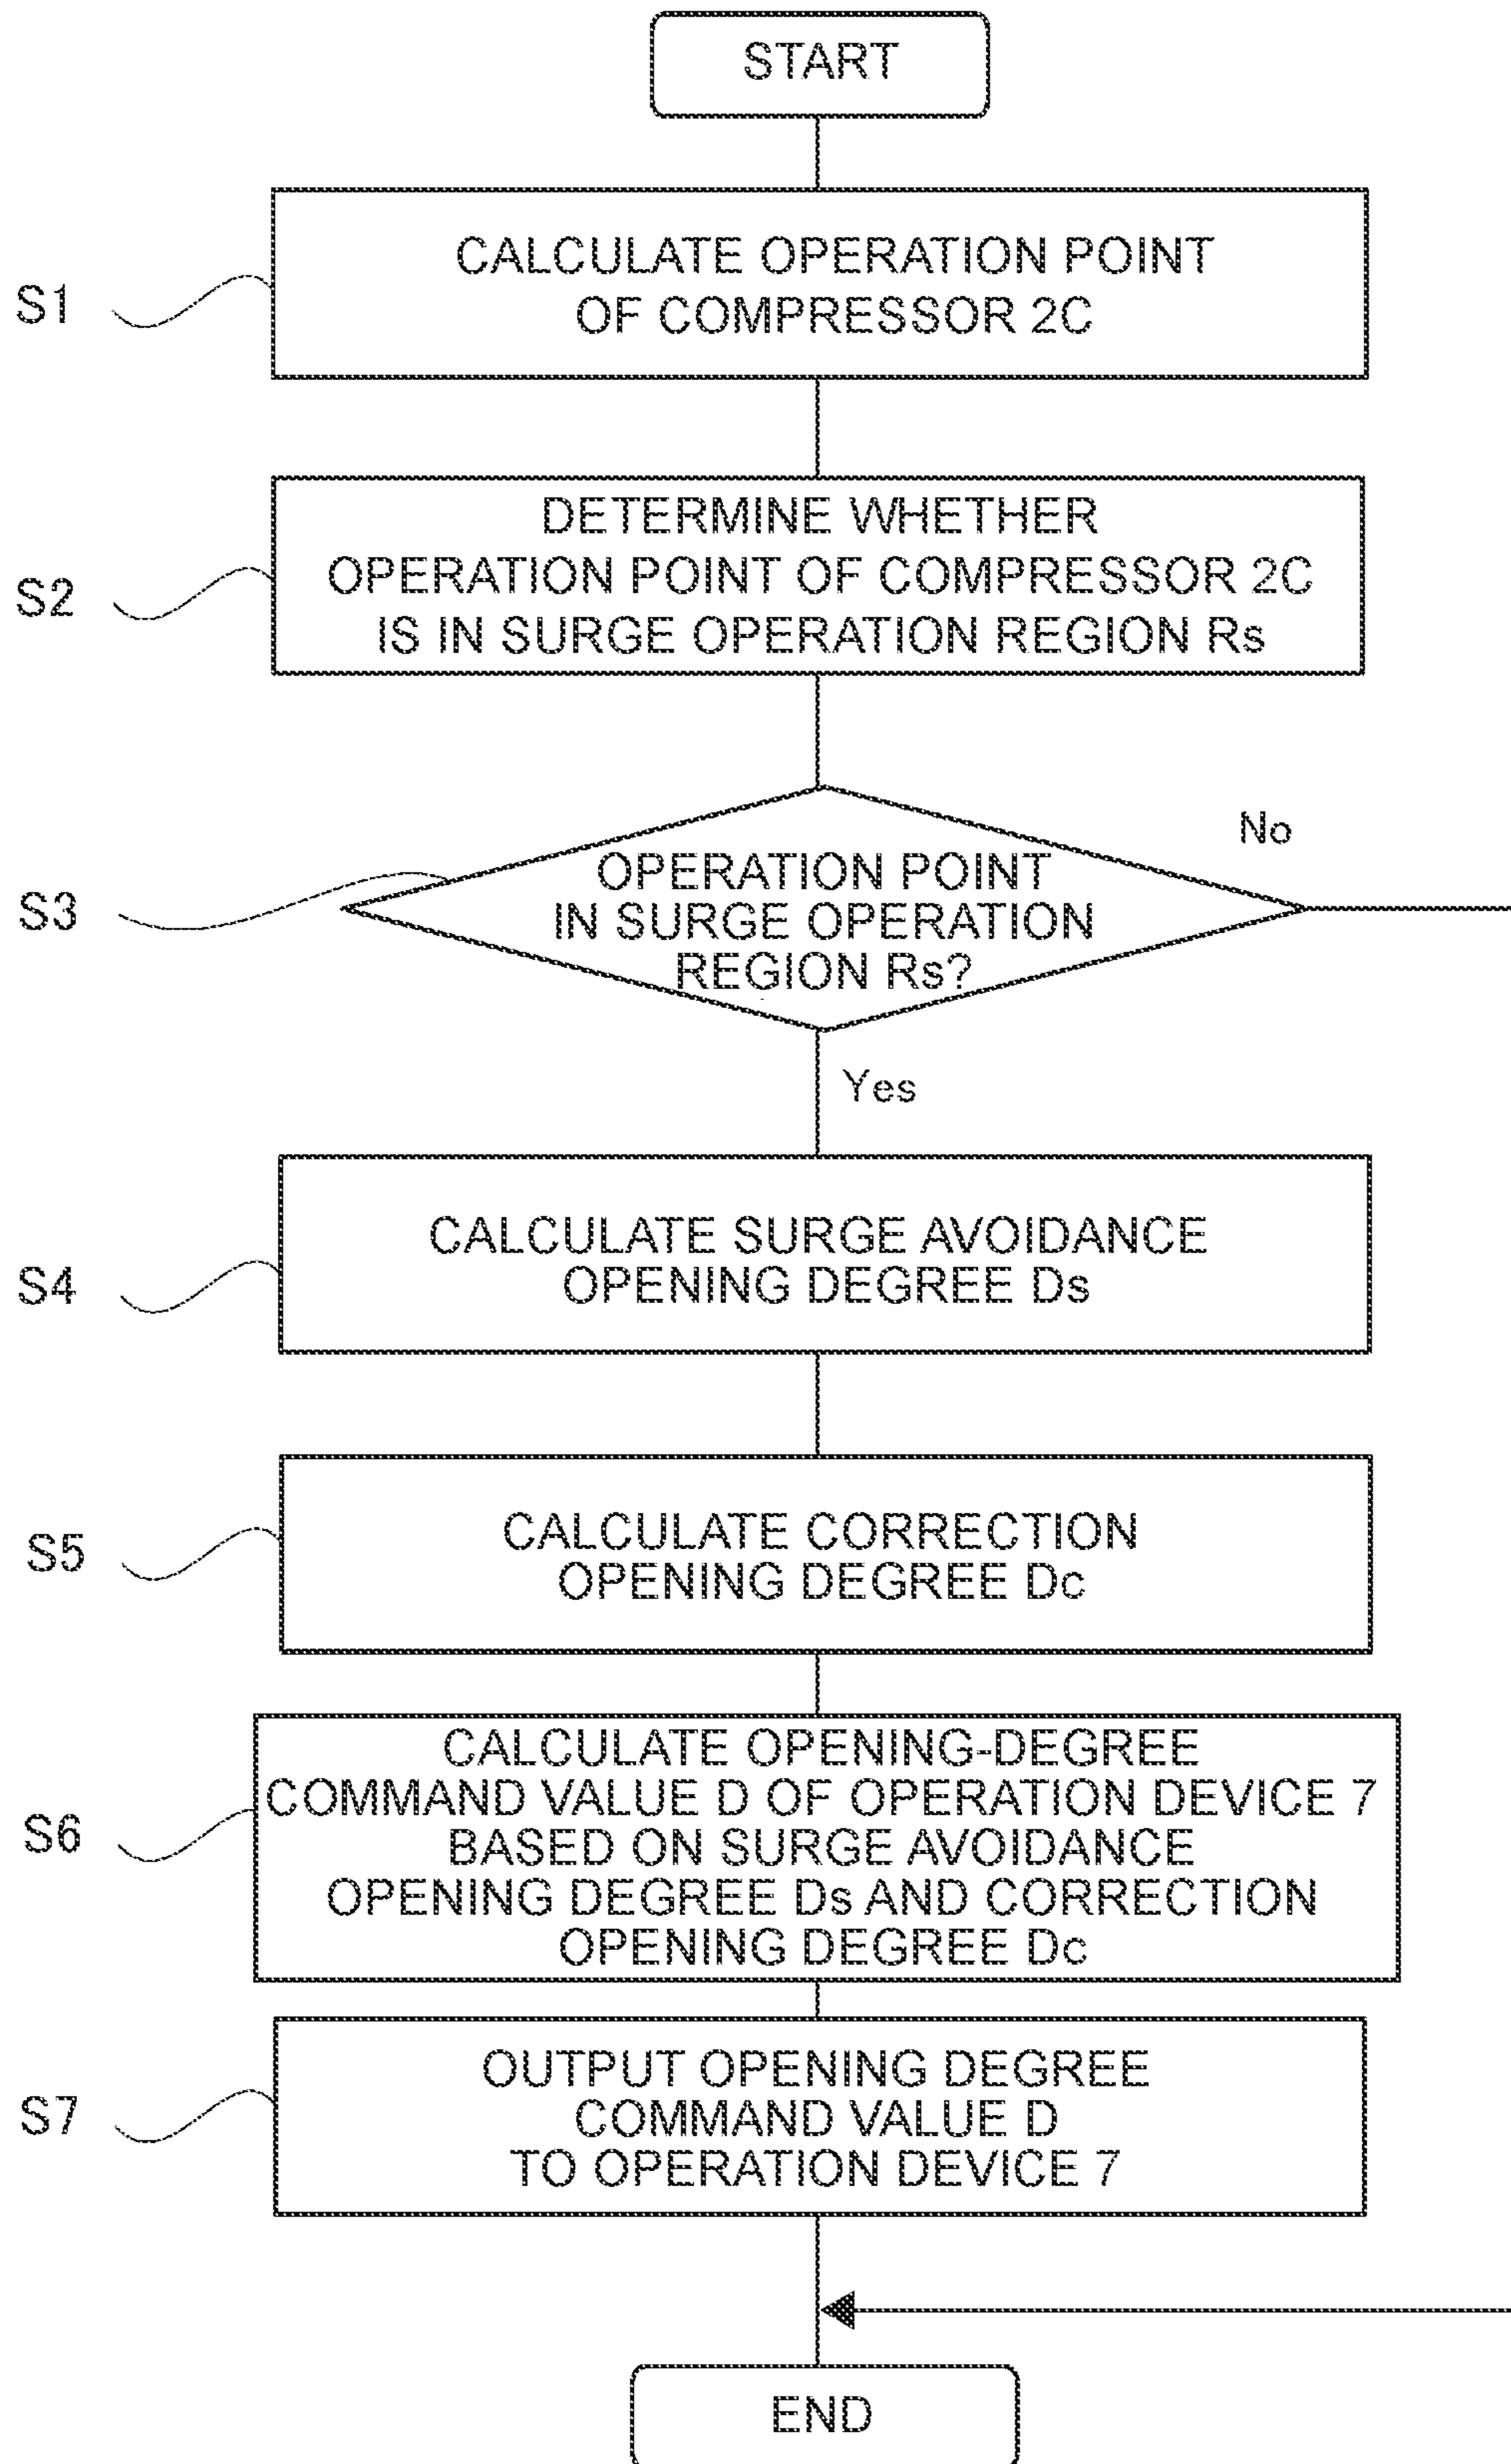 START
S1
CALCULATE OPERATION POINT
OF COMPRESSOR 2C
S2
DETERMINE WHETHER
OPERATION POINT OF COMPRESSOR 2C
IS IN SURGE OPERATION REGION Rs
S3
OPERATION POINT
IN SURGE OPERATION
REGION Rs?
No
Yes
S4
CALCULATE SURGE AVOIDANCE
OPENING DEGREE Ds
S5
CALCULATE CORRECTION
OPENING DEGREE Dc
S6
CALCULATE OPENING-DEGREE
COMMAND VALUE D OF OPERATION DEVICE 7
BASED ON SURGE AVOIDANCE
OPENING DEGREE Ds AND CORRECTION
OPENING DEGREE Dc
S7
OUTPUT OPENING DEGREE
COMMAND VALUE D
TO OPERATION DEVICE 7
END